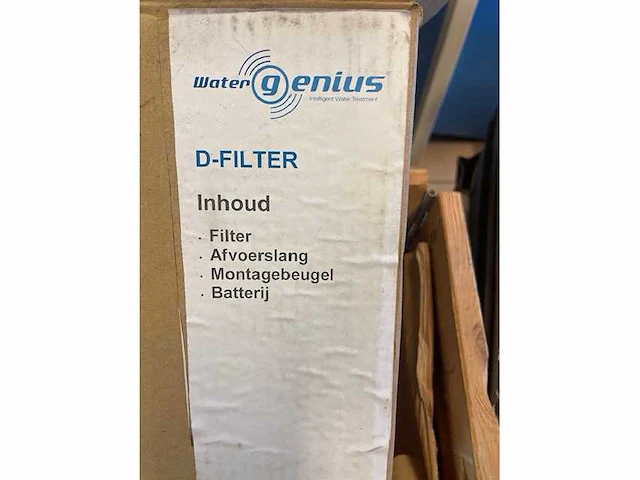 Water genius®
Intelligent Water Treatment
D-FILTER
Inhoud
· Filter
· Afvoerslang
· Montagebeugel
· Batterij